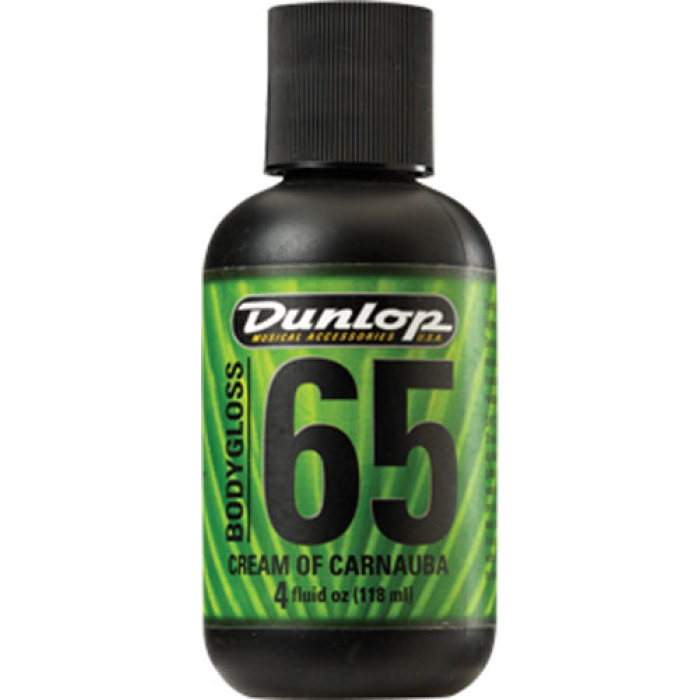 Dunlop
MUSICAL ACCESSORIES U.S.A.
BODYGLOSS
65
CREAM OF CARNAUBA
4 fluid oz (118 ml)